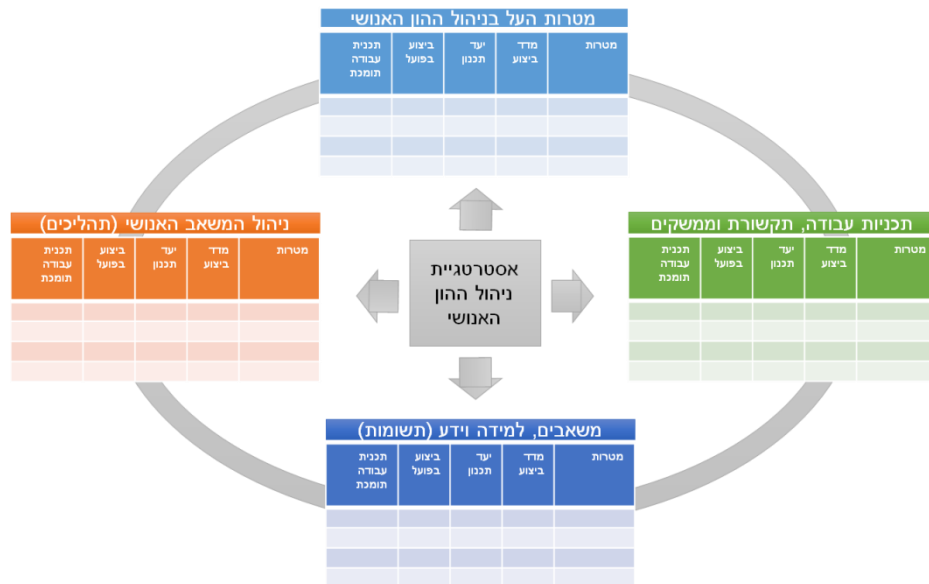 מטרות העל בניהול ההון האנושי
מטרות
מדד
ביצוע
יעד
תכנון
ביצוע
בפועל
תכנית
עבודה
תומכת
תכניות עבודה, תקשורת וממשקים
מטרות
מדד
ביצוע
יעד
תכנון
ביצוע
בפועל
תכנית
עבודה
תומכת
אסטרטגיית
ניהול ההון
האנושי
ניהול המשאב האנושי (תהליכים)
מטרות
מדד
ביצוע
יעד
תכנון
ביצוע
בפועל
תכנית
עבודה
תומכת
משאבים, למידה וידע (תשומות)
מטרות
מדד
ביצוע
יעד
תכנון
ביצוע
בפועל
תכנית
עבודה
תומכת